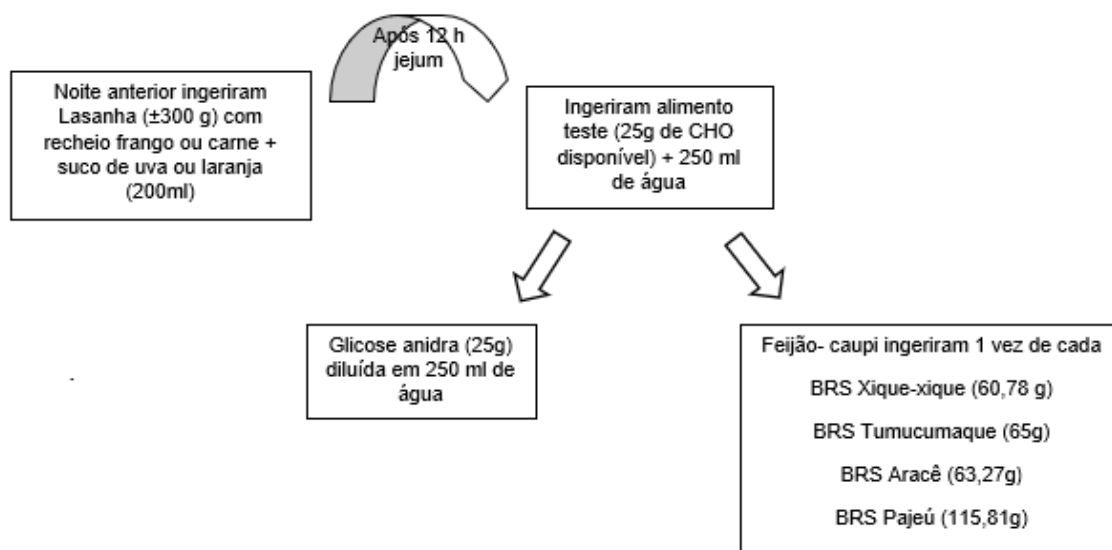 Após 12 h
jejum
Noite anterior ingeriram
Lasanha (±300 g) com
recheio frango ou carne +
suco de uva ou laranja
(200ml)
Ingeriram alimento
teste (25g de CHO
disponível) + 250 ml
de água
Glicose anidra (25g)
diluída em 250 ml de
água
Feijão- caupi ingeriram 1 vez de cada
BRS Xique-xique (60,78 g)
BRS Tumucumaque (65g)
BRS Aracê (63,27g)
BRS Pajeú (115,81g)